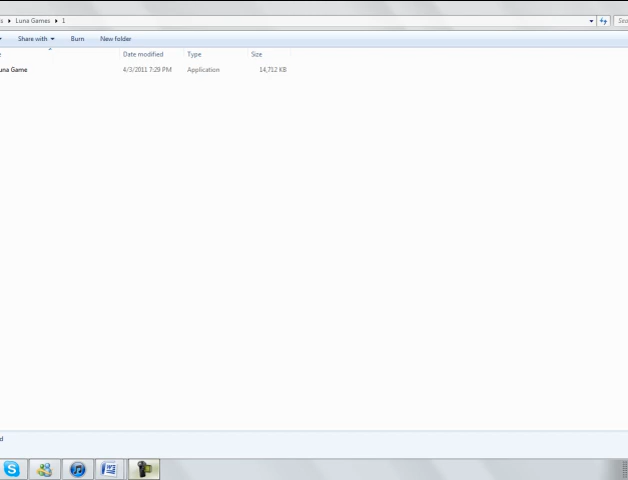 s ▸ Luna Games ▸ 1
Share with Burn New folder
e Date modified Type Size
una Game 4/3/2011 7:29 PM Application 14,712 KB
d